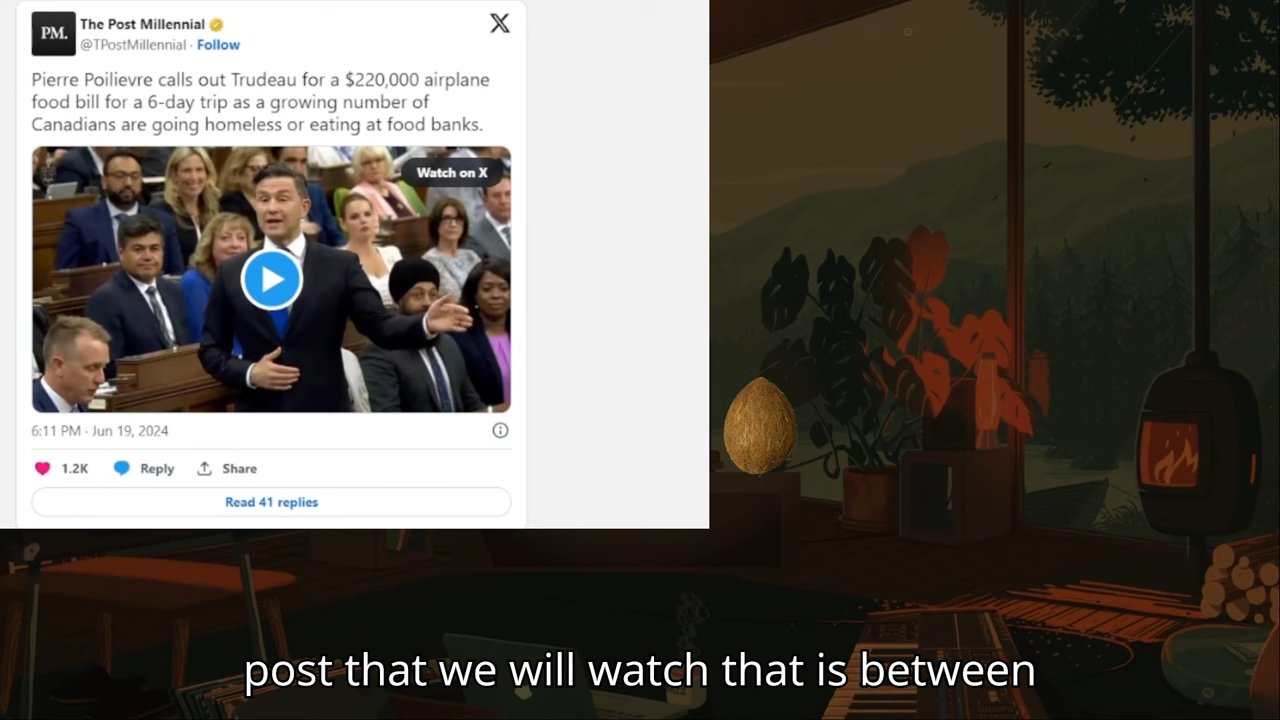 PM.
The Post Millennial
@TPostMillennial · Follow
Pierre Poilievre calls out Trudeau for a $220,000 airplane
food bill for a 6-day trip as a growing number of
Canadians are going homeless or eating at food banks.
Watch on X
6:11 PM · Jun 19, 2024
1.2K Reply Share
Read 41 replies
post that we will watch that is between